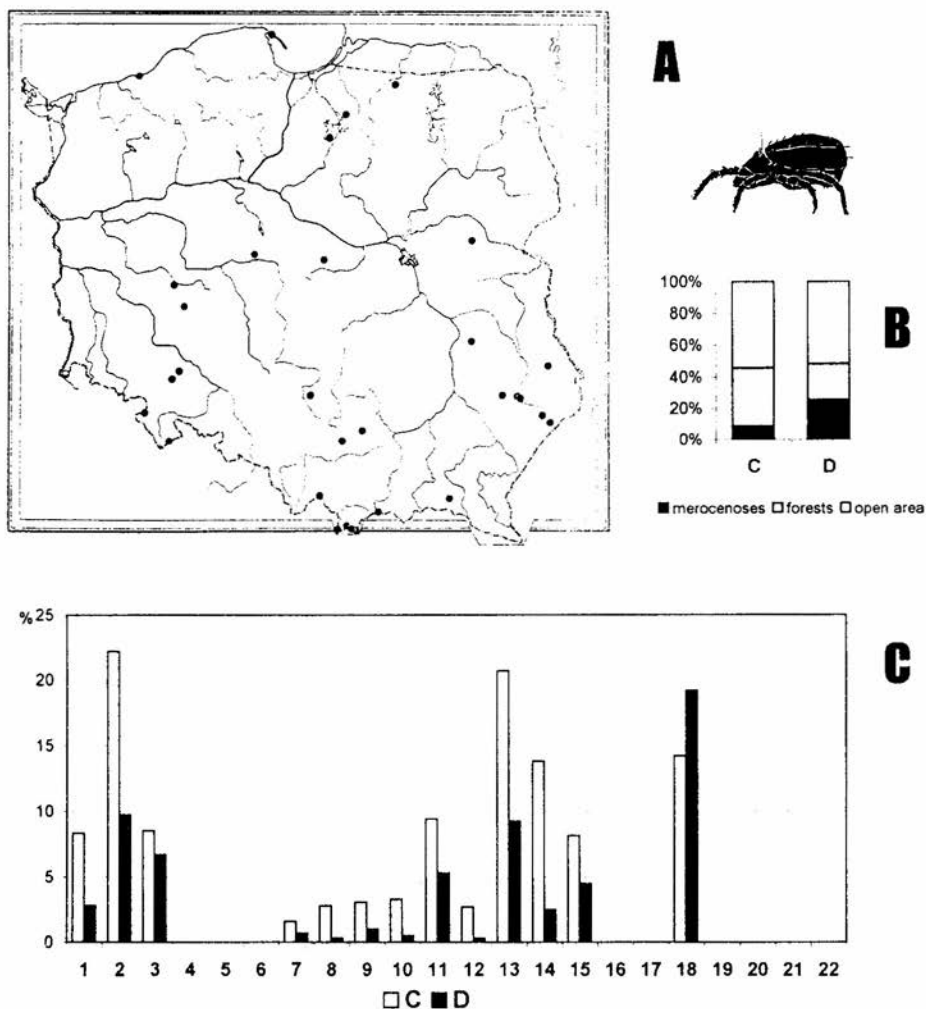 A
B
100%
80%
60%
40%
20%
0%
C D
■ merocenoses □ forests □ open area
C
%
25
20
15
10
5
0
1 2 3 4 5 6 7 8 9 10 11 12 13 14 15 16 17 18 19 20 21 22
□ C ■ D